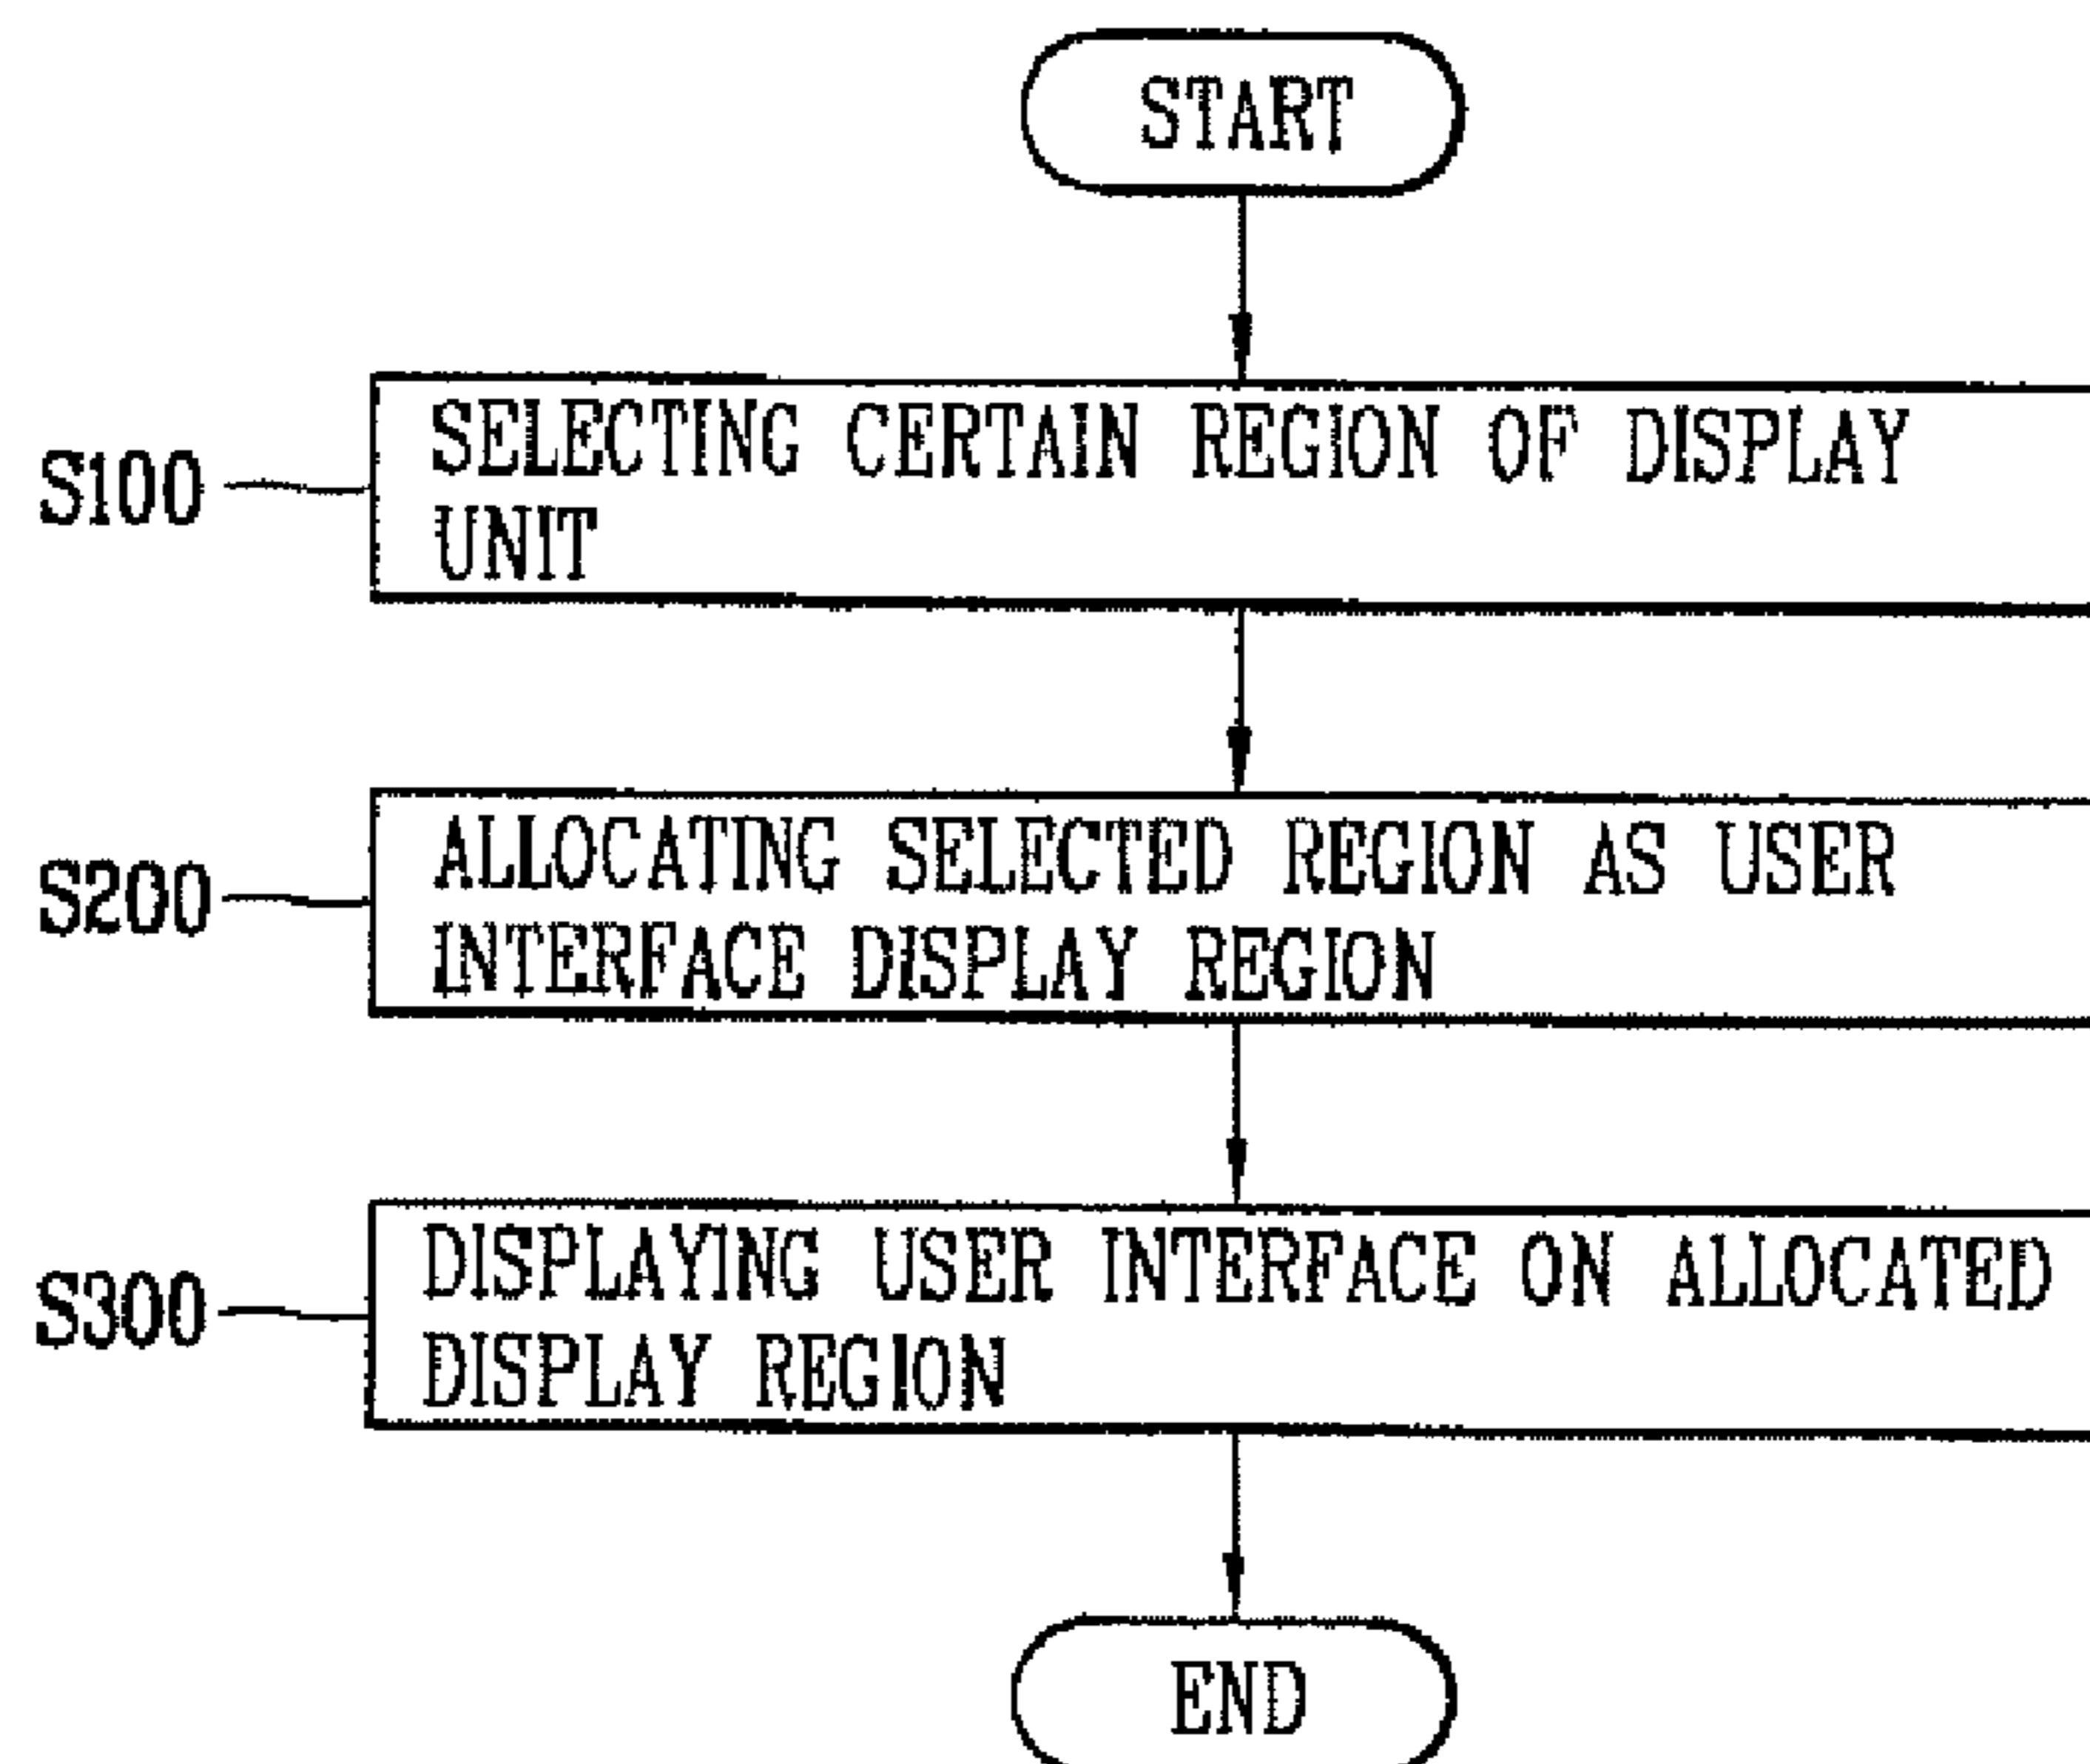 START
S100
SELECTING CERTAIN REGION OF DISPLAY
UNIT
S200
ALLOCATING SELECTED REGION AS USER
INTERFACE DISPLAY REGION
S300
DISPLAYING USER INTERFACE ON ALLOCATED
DISPLAY REGION
END